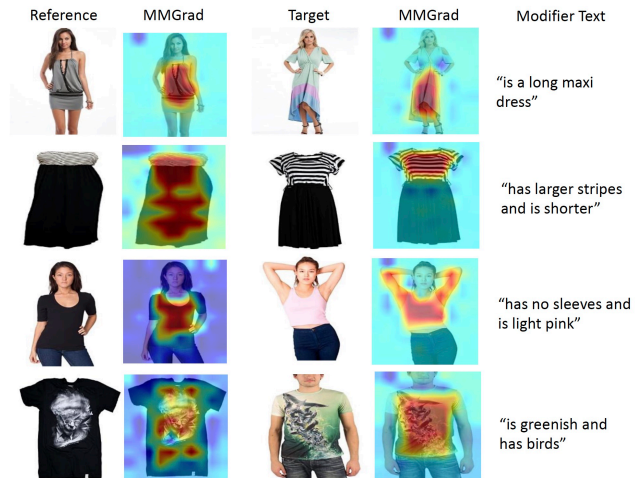 Reference MMGrad Target MMGrad Modifier Text
“is a long maxi
dress”
“has larger stripes
and is shorter”
“has no sleeves and
is light pink”
“is greenish and
has birds”